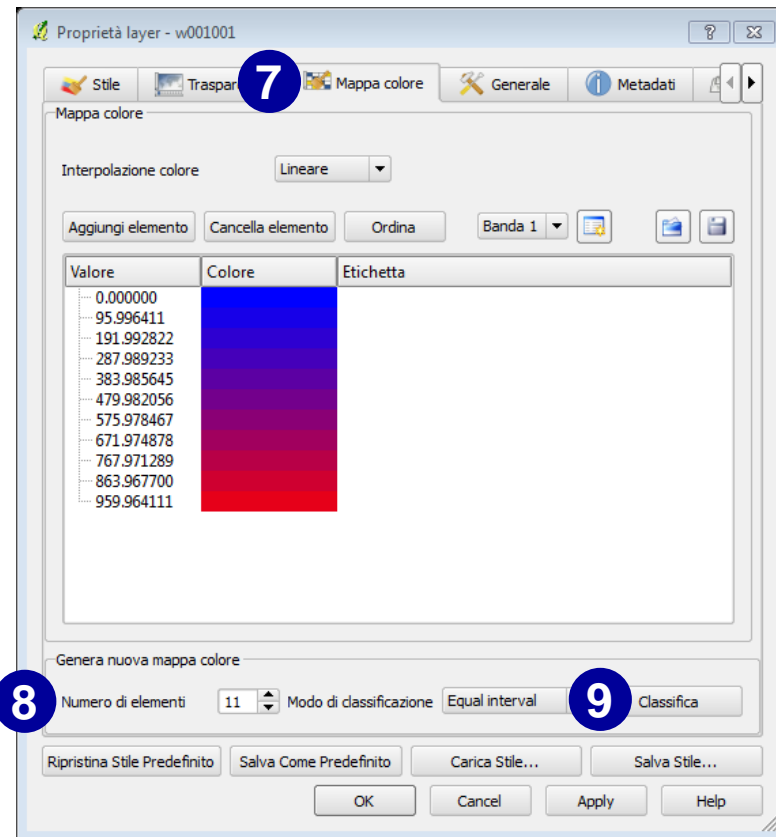 Proprietà layer - w001001
Stile Traspar 7 Mappa colore Generale Metadati
Mappa colore
Interpolazione colore Lineare
Aggiungi elemento Cancella elemento Ordina Banda 1
Valore Colore Etichetta
0.000000
95.996411
191.992822
287.989233
383.985645
479.982056
575.978467
671.974878
767.971289
863.967700
959.964111
Genera nuova mappa colore
8 Numero di elementi 11 Modo di classificazione Equal interval 9 Classifica
Ripristina Stile Predefinito Salva Come Predefinito Carica Stile... Salva Stile...
OK Cancel Apply Help